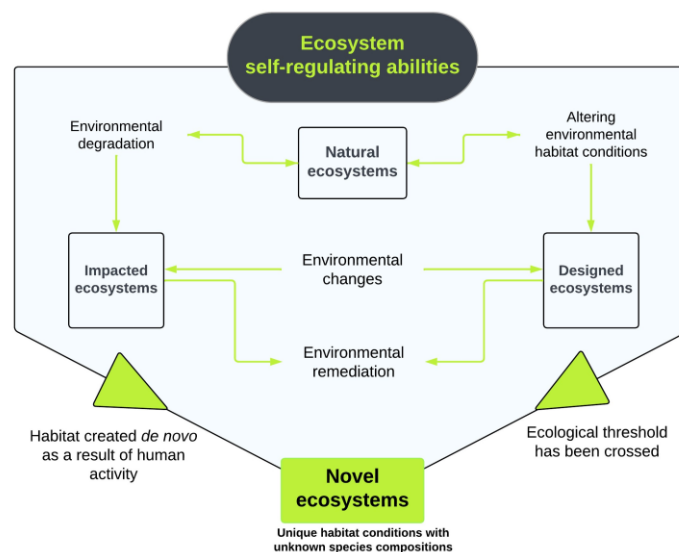 Ecosystem
self-regulating abilities
Environmental
degradation
Natural
ecosystems
Altering
environmental
habitat conditions
Impacted
ecosystems
Environmental
changes
Designed
ecosystems
Environmental
remediation
Habitat created de novo
as a result of human
activity
Ecological threshold
has been crossed
Novel
ecosystems
Unique habitat conditions with
unknown species compositions